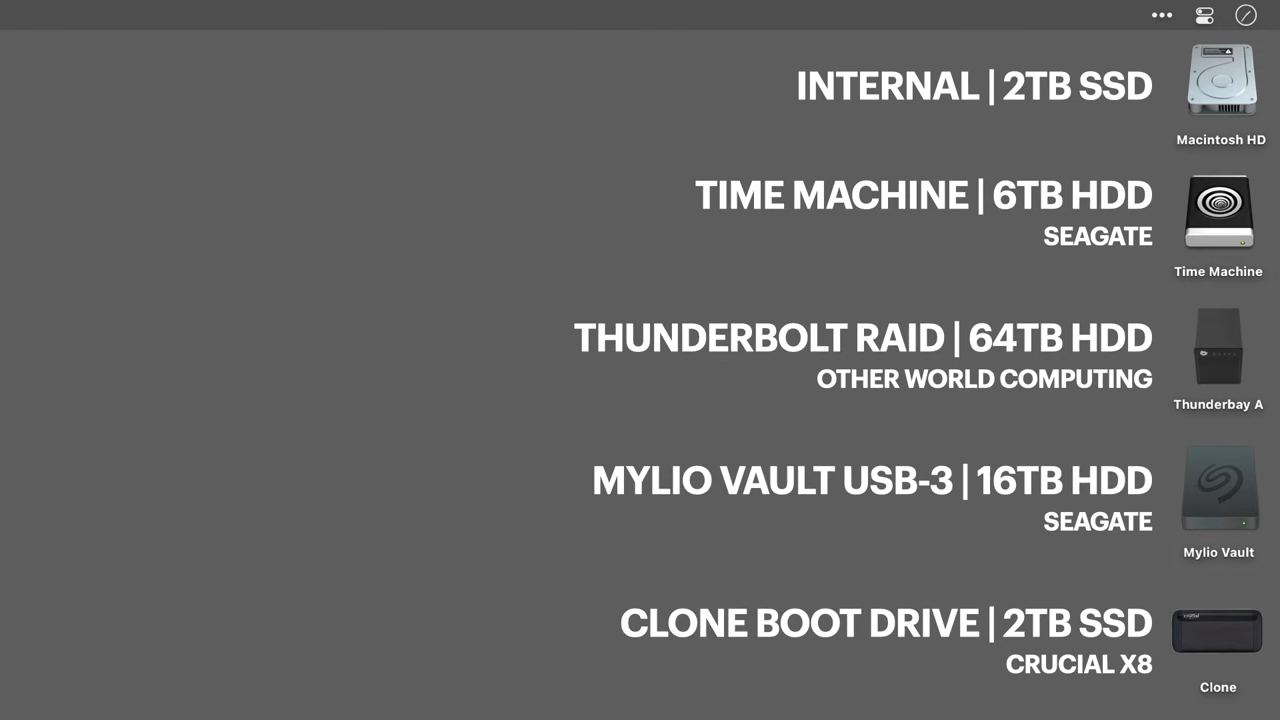 INTERNAL | 2TB SSD
Macintosh HD
TIME MACHINE | 6TB HDD
SEAGATE
Time Machine
THUNDERBOLT RAID | 64TB HDD
OTHER WORLD COMPUTING
Thunderbay A
MYLIO VAULT USB-3 | 16TB HDD
SEAGATE
Mylio Vault
CLONE BOOT DRIVE | 2TB SSD
crucial
CRUCIAL X8
Clone